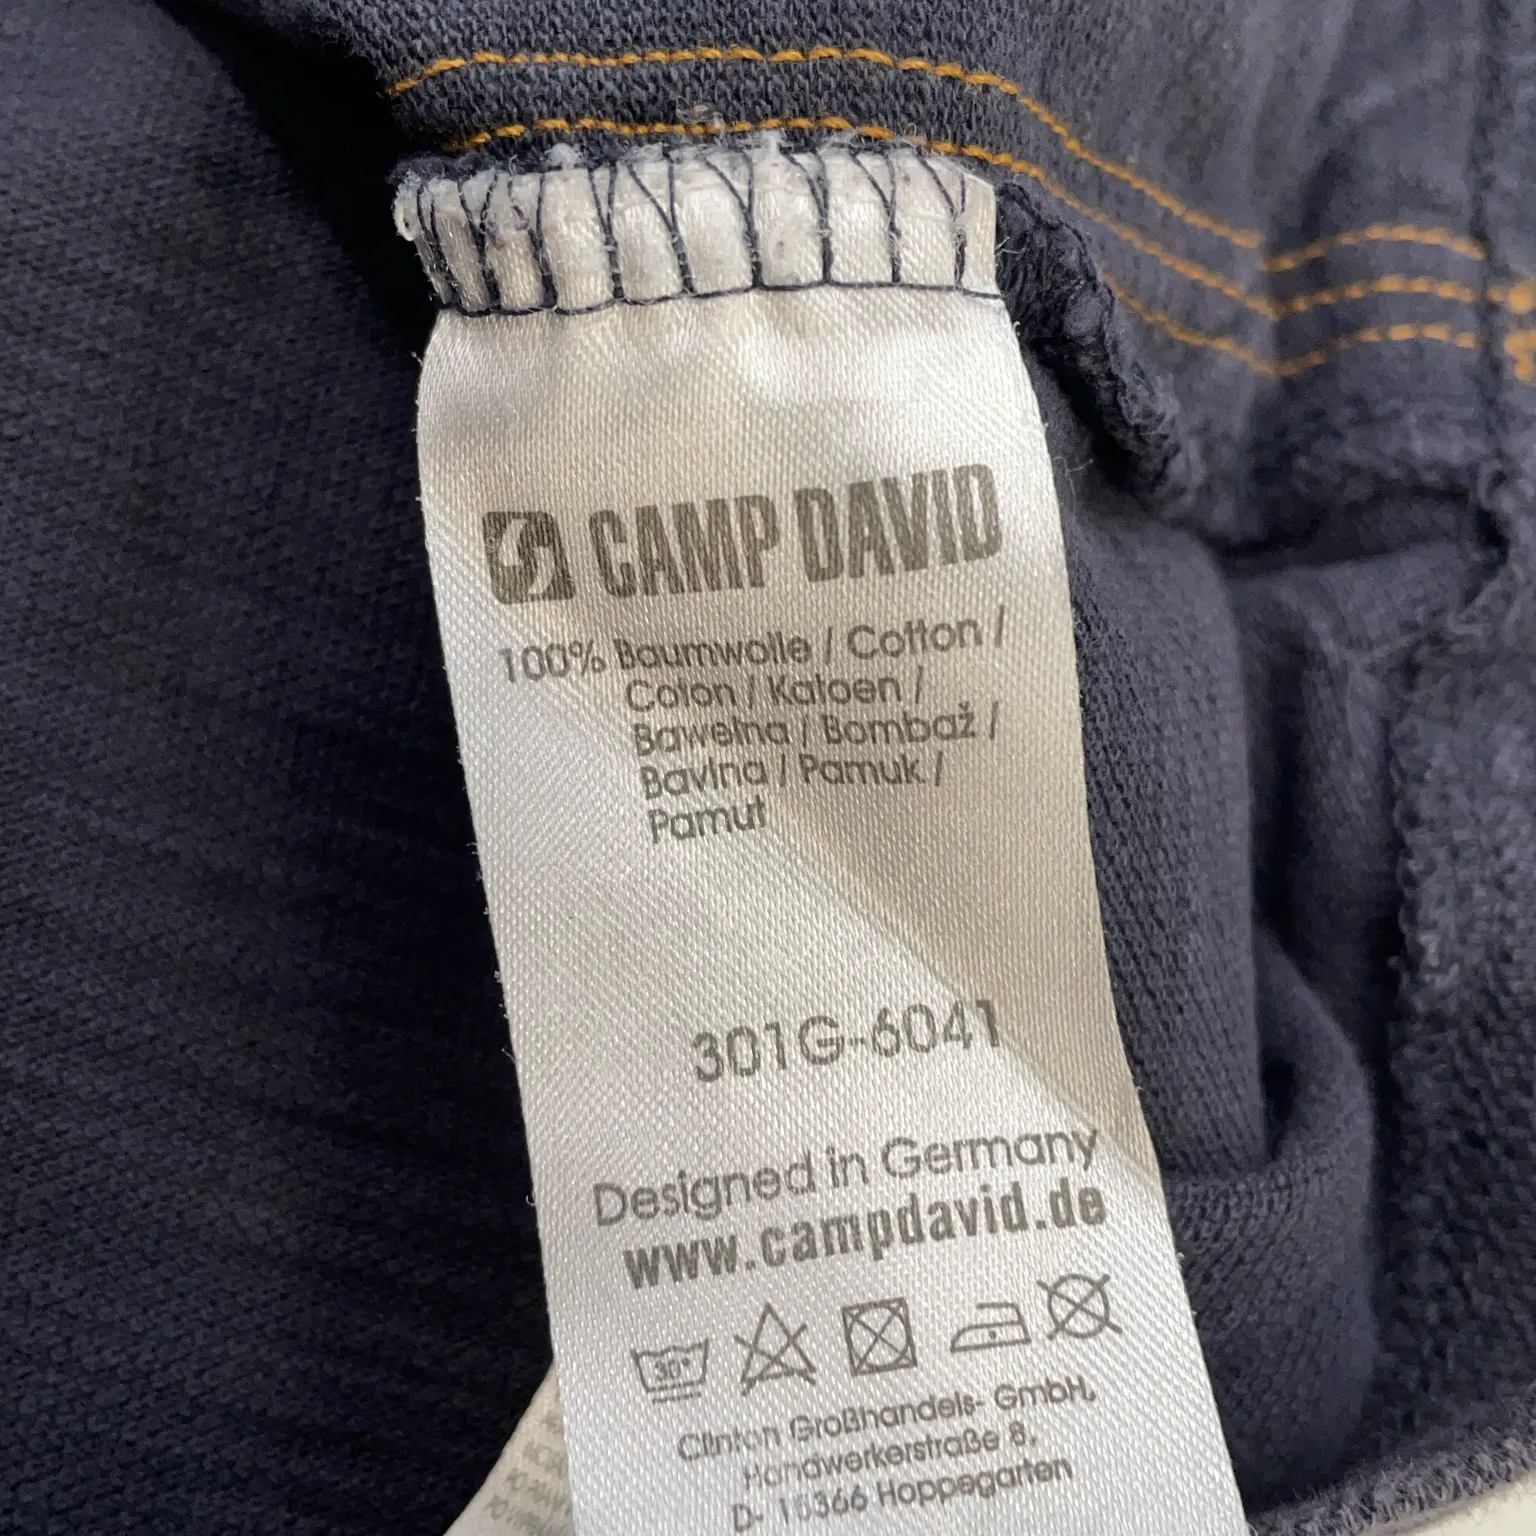 CAMP DAVID
100% Baumwolle / Cotton /
Coton / Katoen /
Bawełna / Bombaž /
Bavlna / Pamuk /
Pamut
301G-6041
Designed in Germany
www.campdavid.de
30°
Clinton Großhandels- GmbH,
Handwerkerstraße 8,
D- 15366 Hoppegarten